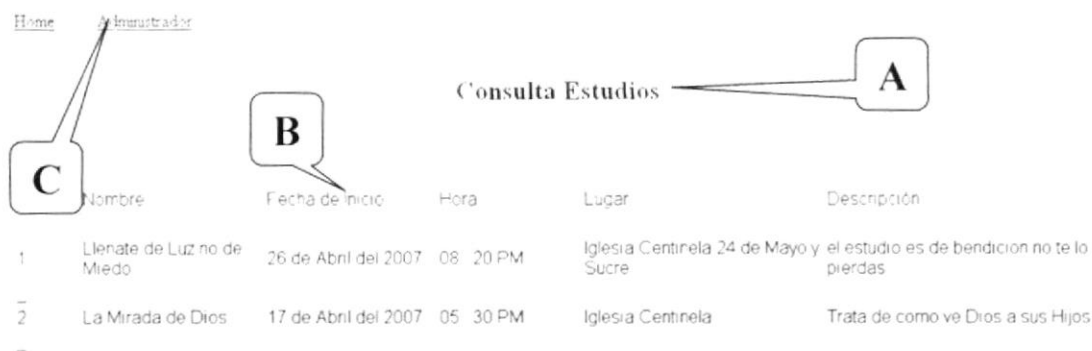 Home Administrador
Consulta Estudios
A
B
C
Nombre Fecha de Inicio Hora Lugar Descripción
1 Llenate de Luz no de Miedo 26 de Abril del 2007 08 20 PM Iglesia Centinela 24 de Mayo y Sucre el estudio es de bendicion no te lo pierdas
2 La Mirada de Dios 17 de Abril del 2007 05 30 PM Iglesia Centinela Trata de como ve Dios a sus Hijos